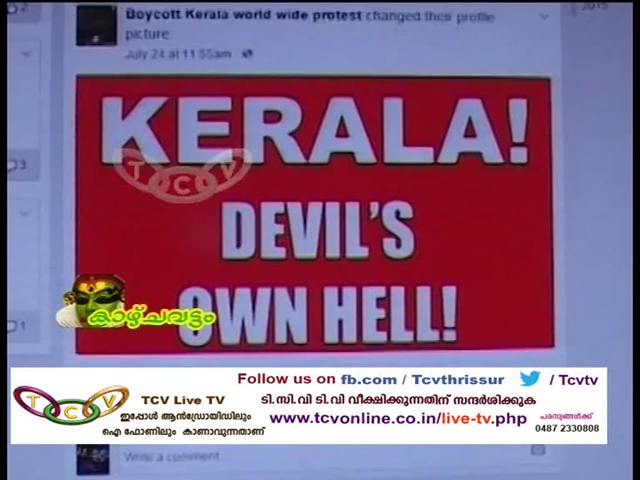 2015
Boycott Kerala world wide protest changed their profile
picture
July 24 at 11:55am
KERALA!
TCV
DEVIL'S
OWN HELL!
കാഴ്ചവട്ടം
Follow us on fb.com / Tcvthrissur / Tcvtv
TCV
TCV Live TV
ഇപ്പോൾ ആൻഡ്രോയിഡിലും
ഐ ഫോണിലും കാണാവുന്നതാണ്
ടി.സി.വി ടി.വി വീക്ഷിക്കുന്നതിന് സന്ദർശിക്കുക
www.tcvonline.co.in/live-tv.php
പരസ്യങ്ങൾക്ക്
0487 2330808
Write a comment...